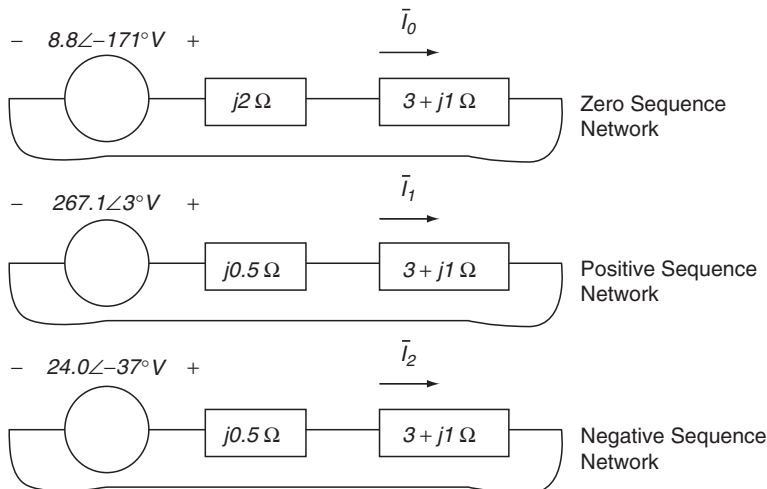 Ī₀
− 8.8∠−171°V +
j2 Ω
3 + j1 Ω
Zero Sequence
Network
Ī₁
− 267.1∠3°V +
j0.5 Ω
3 + j1 Ω
Positive Sequence
Network
Ī₂
− 24.0∠−37°V +
j0.5 Ω
3 + j1 Ω
Negative Sequence
Network